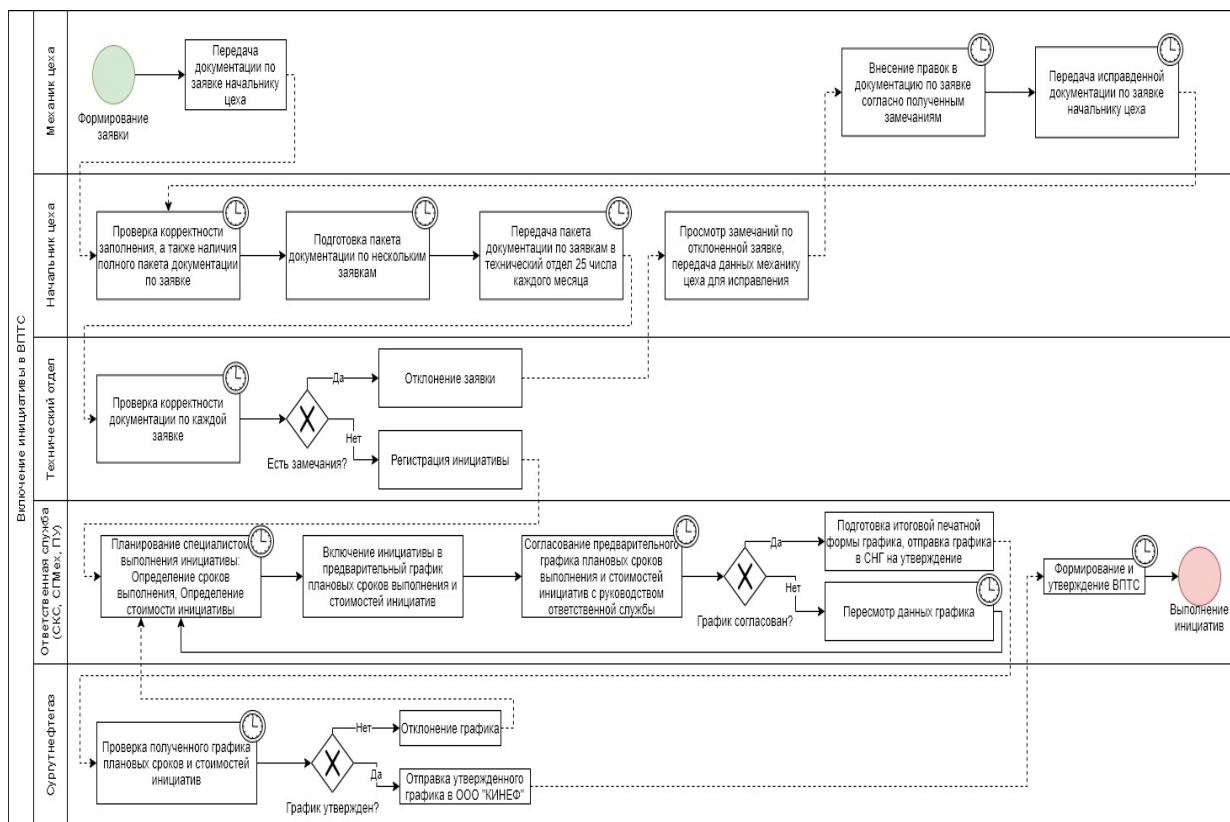 Включение инициативы в ВПТС
Механик цеха
Формирование
заявки
Передача
документации по
заявке начальнику
цеха
Внесение правок в
документацию по заявке
согласно полученным
замечаниям
Передача исправденной
документации по заявке
начальнику цеха
Начальник цеха
Проверка корректности
заполнения, а также наличия
полного пакета документации
по заявке
Подготовка пакета
документации по нескольким
заявкам
Передача пакета
документации по заявкам в
технический отдел 25 числа
каждого месяца
Просмотр замечаний по
отклоненной заявке,
передача данных механику
цеха для исправления
Технический отдел
Проверка корректности
документации по каждой
заявке
Есть замечания?
Да
Отклонение заявки
Нет
Регистрация инициативы
Ответственная служба
(СКС, СГМех, ПУ)
Планирование специалистом
выполнения инициативы:
Определение сроков
выполнения, Определение
стоимости инициативы
Включение инициативы в
предварительный график
плановых сроков выполнения и
стоимостей инициатив
Согласование предварительного
графика плановых сроков
выполнения и стоимостей
инициатив с руководством
ответственной службы
График согласован?
Да
Подготовка итоговой печатной
формы графика, отправка графика
в СНГ на утверждение
Нет
Пересмотр данных графика
Формирование и
утверждение ВПТС
Выполнение
инициатив
Сургутнефтегаз
Проверка полученного графика
плановых сроков и стоимостей
инициатив
График утвержден?
Нет
Отклонение графика
Да
Отправка утвержденного
графика в ООО "КИНЕФ"